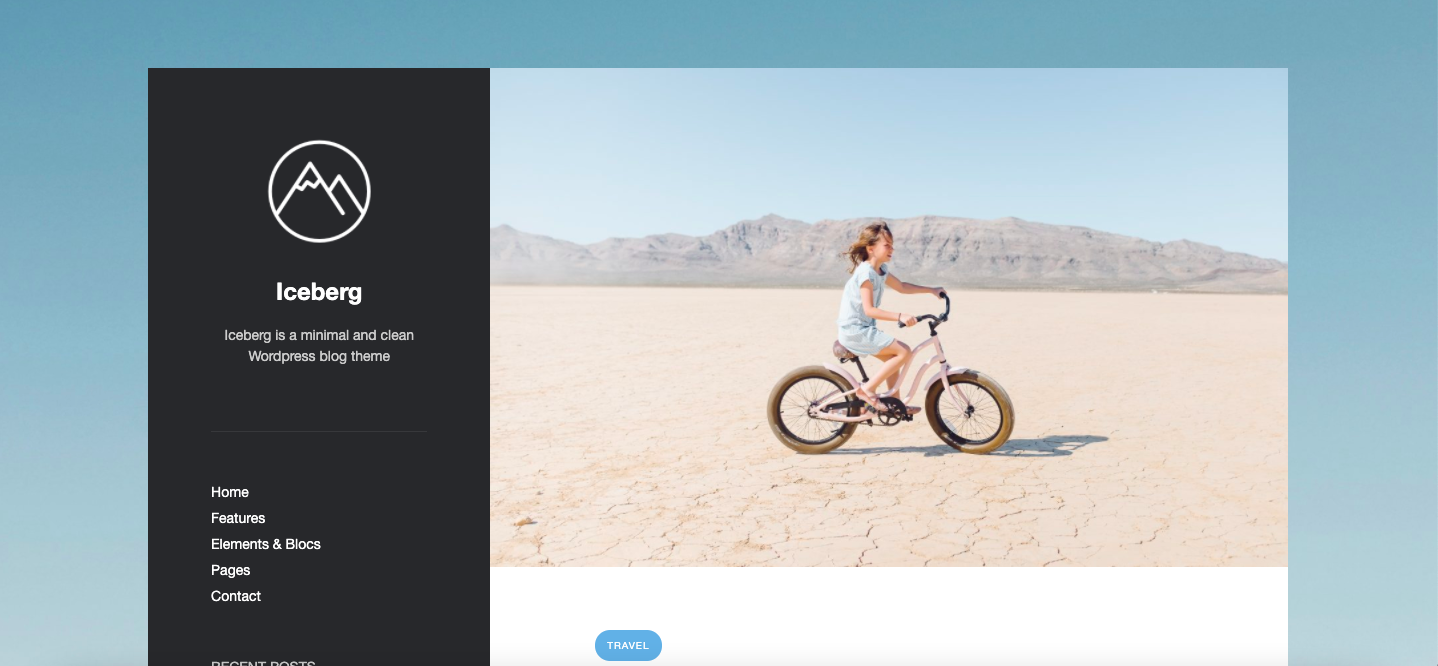 Iceberg
Iceberg is a minimal and clean
Wordpress blog theme
Home
Features
Elements & Blocs
Pages
Contact
RECENT POSTS
TRAVEL